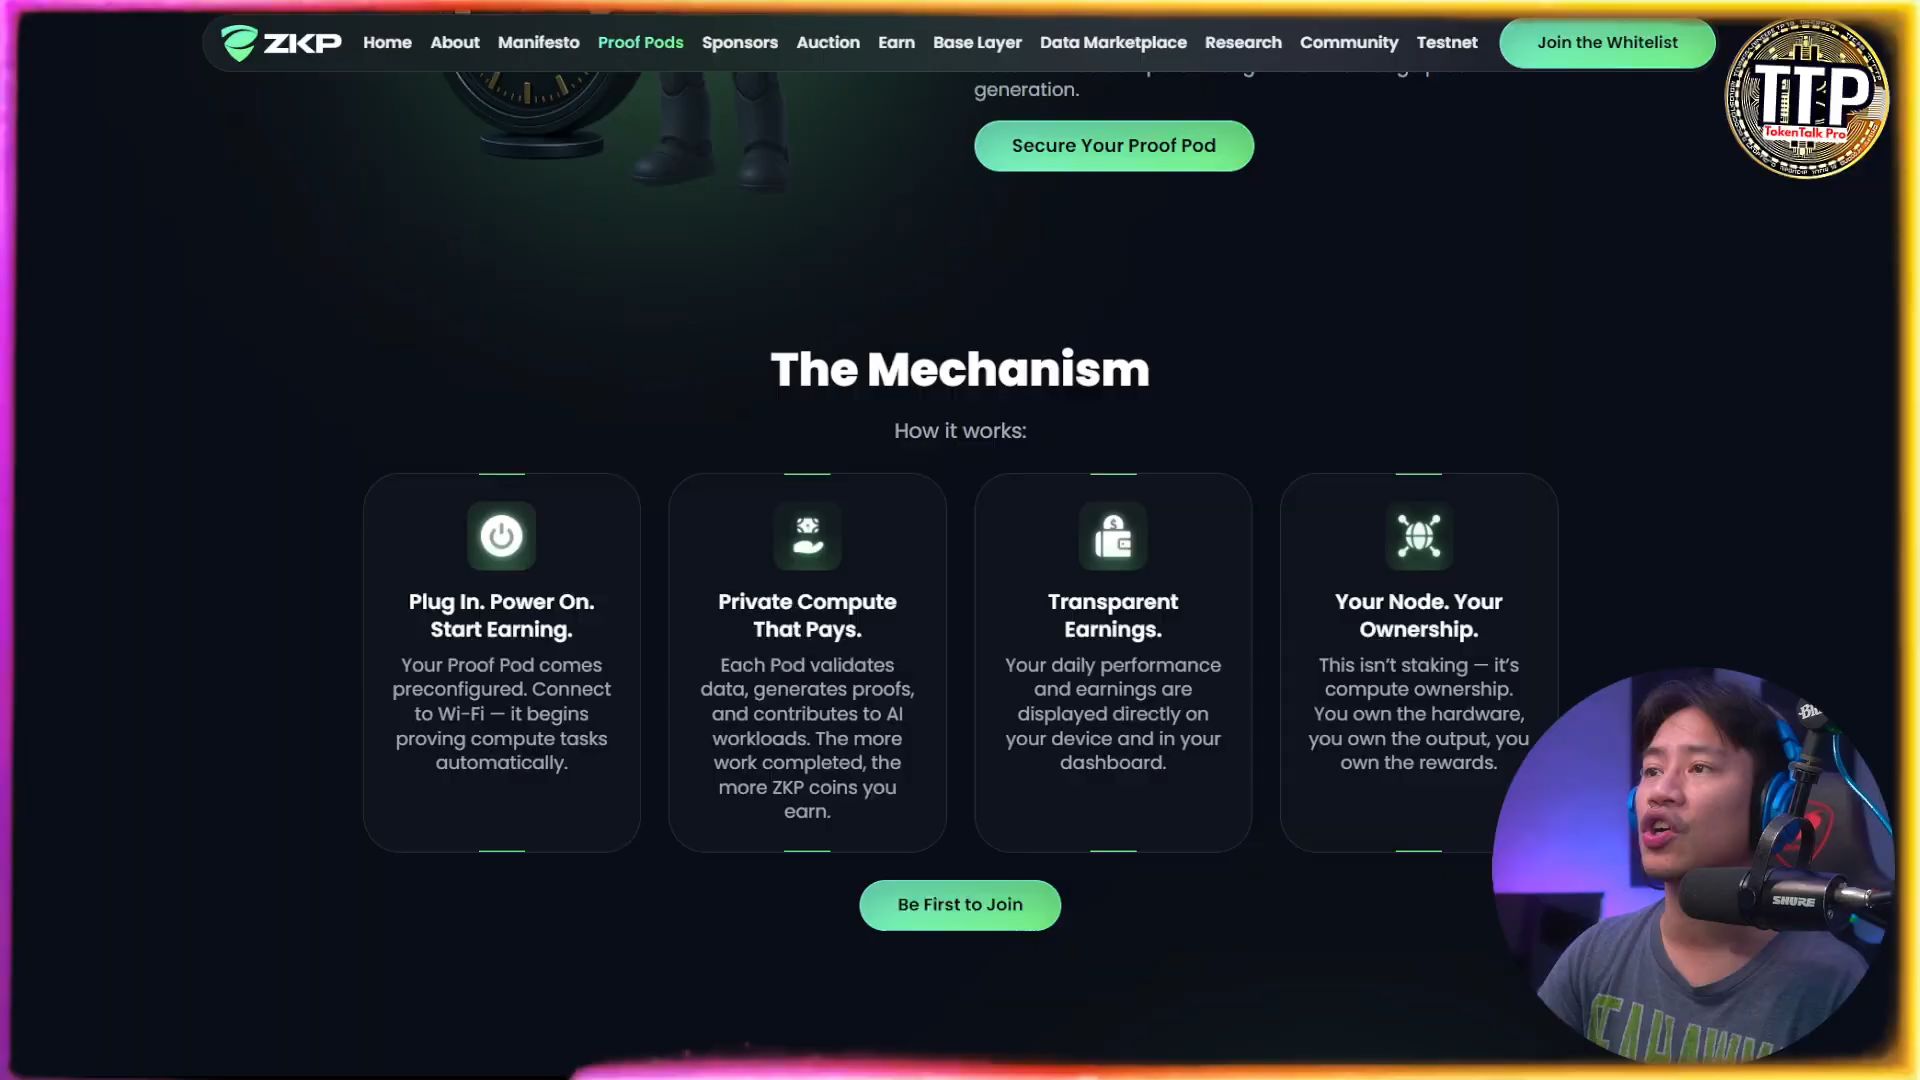 ZKP Home About Manifesto Proof Pods Sponsors Auction Earn Base Layer Data Marketplace Research Community Testnet Join the Whitelist
TTP
TokenTalk Pro
generation.
Secure Your Proof Pod
The Mechanism
How it works:
Plug In. Power On.
Start Earning.
Your Proof Pod comes
preconfigured. Connect
to Wi-Fi — it begins
proving compute tasks
automatically.
Private Compute
That Pays.
Each Pod validates
data, generates proofs,
and contributes to AI
workloads. The more
work completed, the
more ZKP coins you
earn.
Transparent
Earnings.
Your daily performance
and earnings are
displayed directly on
your device and in your
dashboard.
Your Node. Your
Ownership.
This isn't staking — it's
compute ownership.
You own the hardware,
you own the output, you
own the rewards.
Be First to Join
SHURE